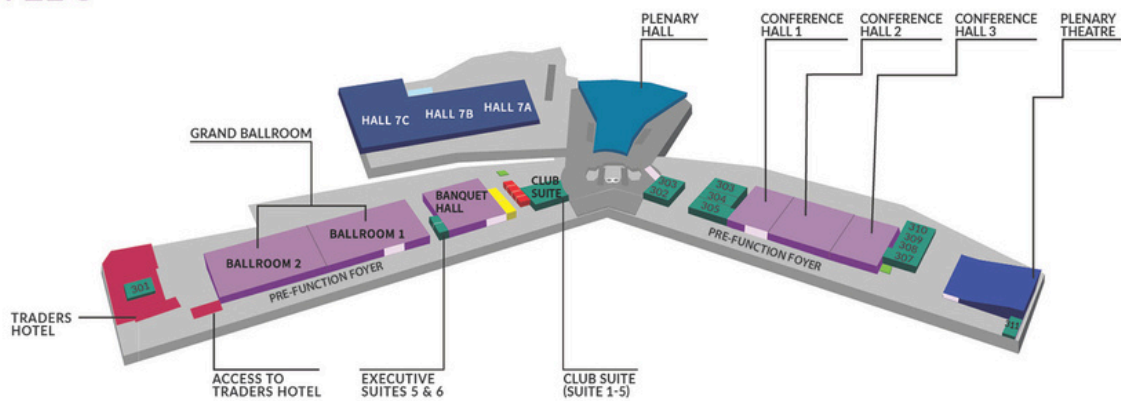 PLENARY
HALL
CONFERENCE
HALL 1
CONFERENCE
HALL 2
CONFERENCE
HALL 3
PLENARY
THEATRE
HALL 7C
HALL 7B
HALL 7A
GRAND BALLROOM
BANQUET
HALL
CLUB
SUITE
303
302
303
304
305
310
309
308
307
BALLROOM 2
BALLROOM 1
PRE-FUNCTION FOYER
PRE-FUNCTION FOYER
301
311
TRADERS
HOTEL
ACCESS TO
TRADERS HOTEL
EXECUTIVE
SUITES 5 & 6
CLUB SUITE
(SUITE 1-5)